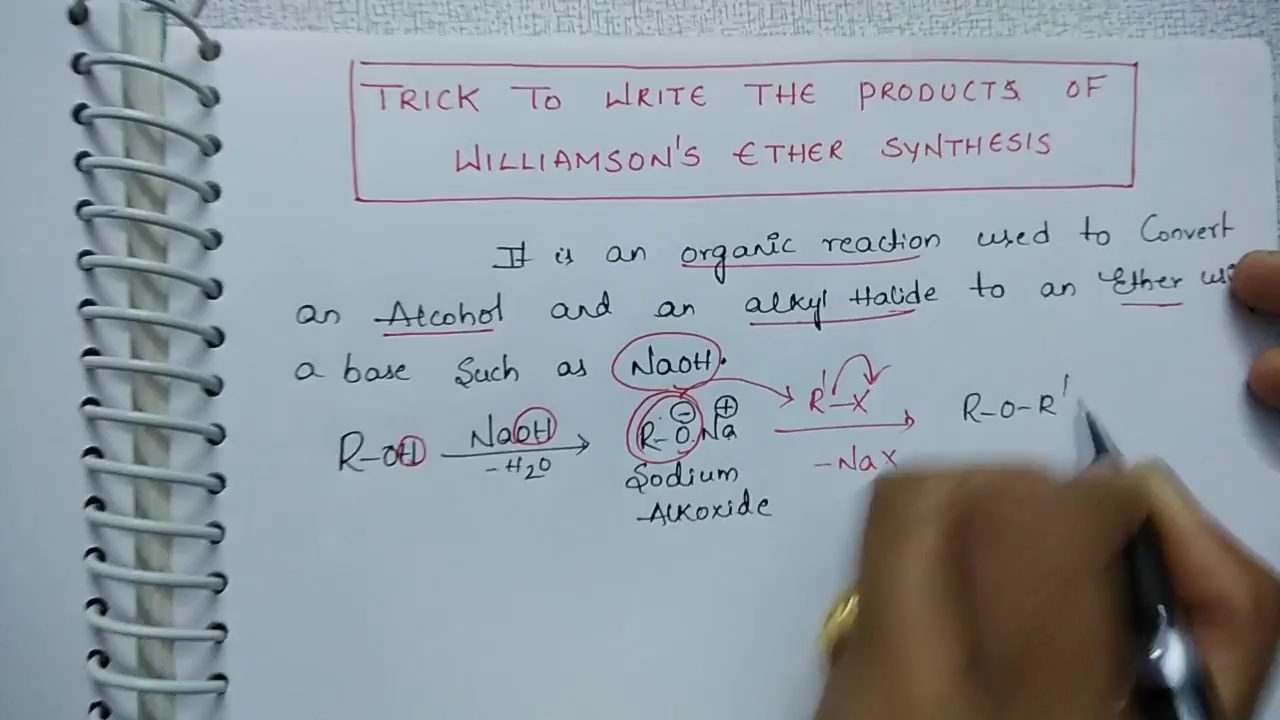 TRICK TO WRITE THE PRODUCTS OF
WILLIAMSON'S ETHER SYNTHESIS
It is an organic reaction used to Convert
an Alcohol and an alkyl Halide to an Ether
a base Such as NaOH.
R-OH NaOH -H2O R-O⊖ Na⊕ R'-X -NaX R-O-R'
Sodium
Alkoxide